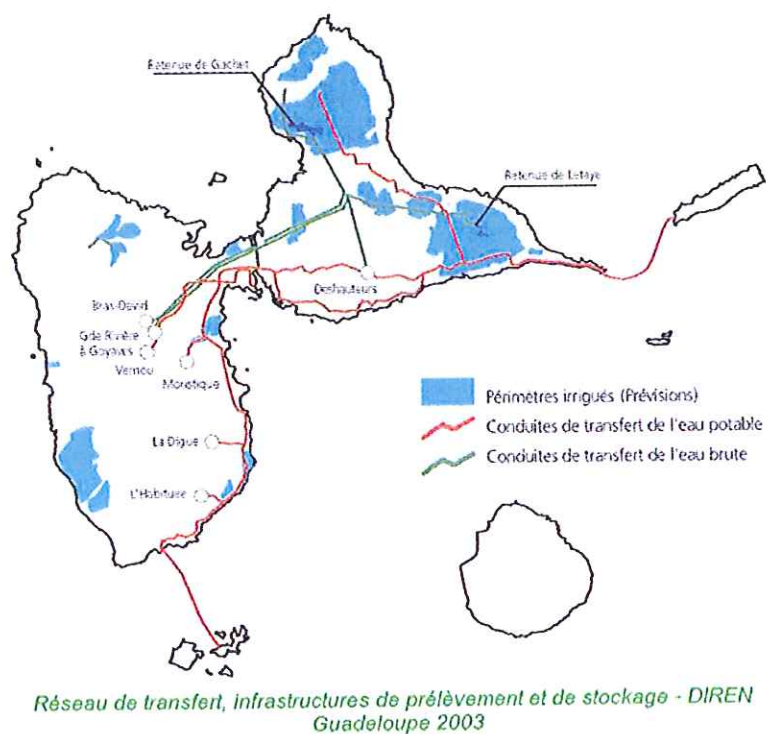 Retenue de Gachet
Retenue de Letaye
Deshauteurs
Bras-David
Gde Rivière
à Goyaves
Vernou
Moréstique
La Digue
L'Habituée
Périmètres irrigués (Prévisions)
Conduites de transfert de l'eau potable
Conduites de transfert de l'eau brute
Réseau de transfert, infrastructures de prélèvement et de stockage - DIREN
Guadeloupe 2003